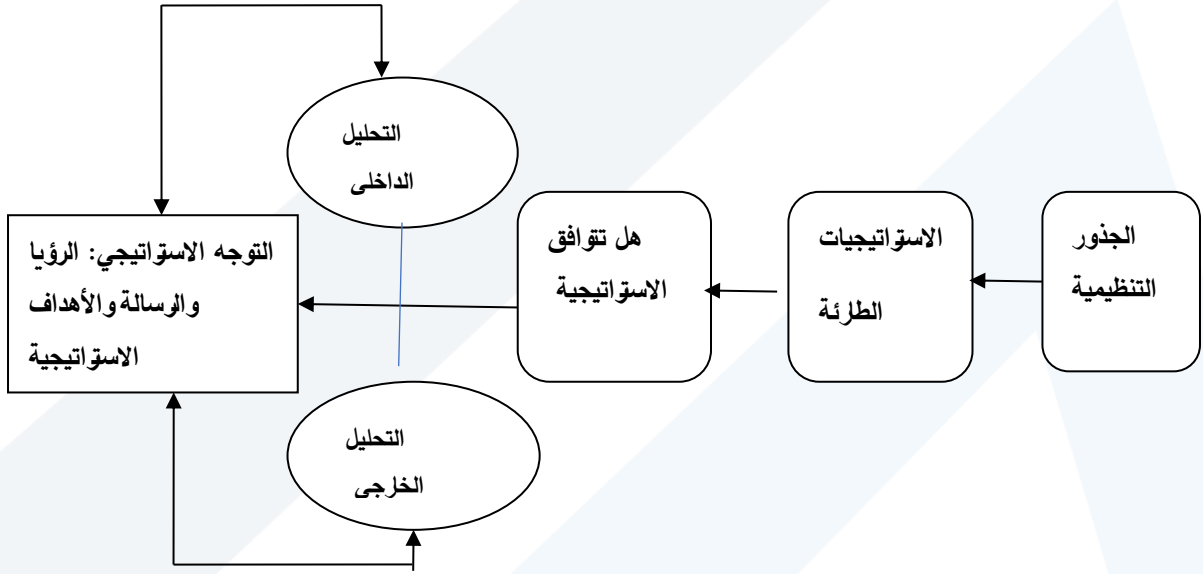 التحليل
الداخلى
الجذور
التنظيمية
الاستراتيجيات
الطارئة
هل تتوافق
الاستراتيجية
التوجه الاستراتيجي: الرؤيا
والرسالة والأهداف
الاستراتيجية
التحليل
الخارجى